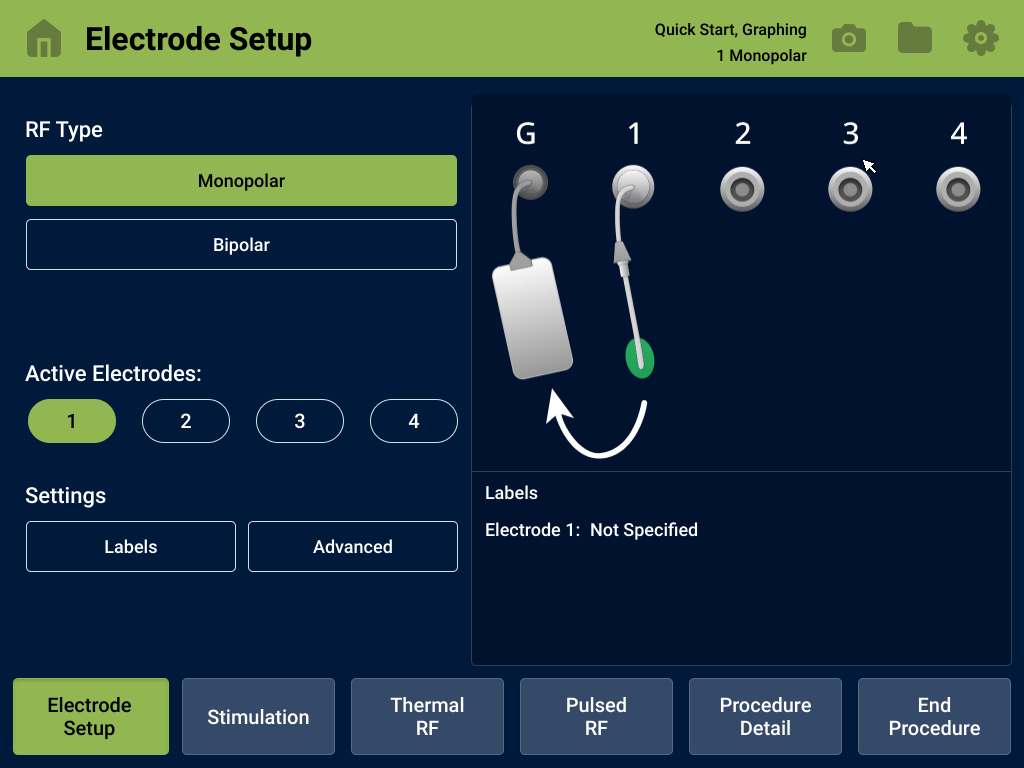 Electrode Setup
Quick Start, Graphing
1 Monopolar
RF Type
Monopolar
Bipolar
Active Electrodes:
1 2 3 4
Settings
Labels Advanced
G 1 2 3 4
Labels
Electrode 1: Not Specified
Electrode
Setup
Stimulation
Thermal
RF
Pulsed
RF
Procedure
Detail
End
Procedure